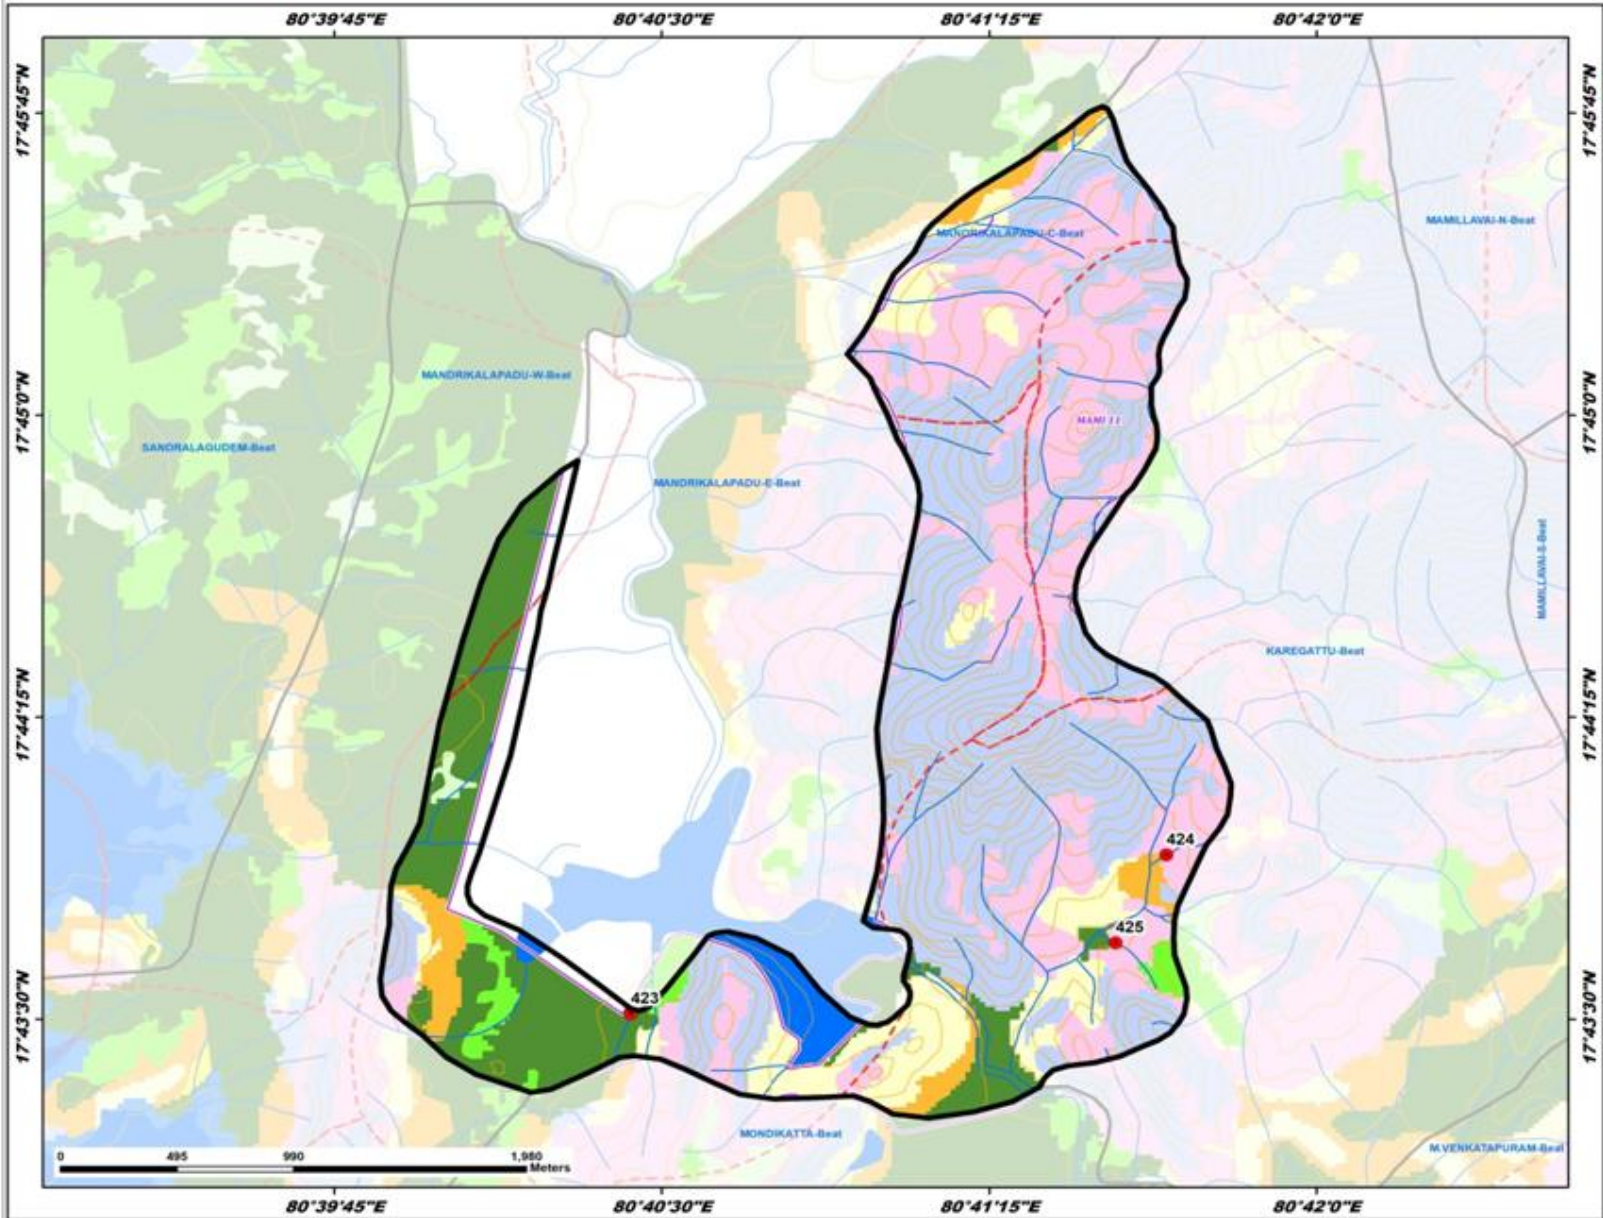 80°39'45"E 80°40'30"E 80°41'15"E 80°42'0"E
17°45'45"N
17°45'45"N
MAMILLAVAI-N-Beat
MANDRIKALAPADU-C-Beat
MANDRIKALAPADU-W-Beat
17°45'0"N
17°45'0"N
SANDRALAGUDEM-Beat
MANDRIKALAPADU-E-Beat
MAMILLAVAI-S-Beat
KAREGATTU-Beat
17°44'15"N
17°44'15"N
424
425
423
17°43'30"N
17°43'30"N
MONDIKATTA-Beat
M.VENKATAPURAM-Beat
0 495 990 1,980
Meters
80°39'45"E 80°40'30"E 80°41'15"E 80°42'0"E